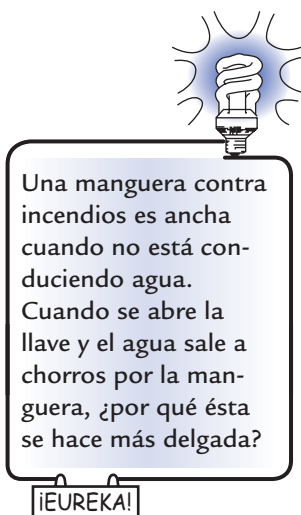 Una manguera contra
incendios es ancha
cuando no está con-
duciendo agua.
Cuando se abre la
llave y el agua sale a
chorros por la man-
guera, ¿por qué ésta
se hace más delgada?
¡EUREKA!